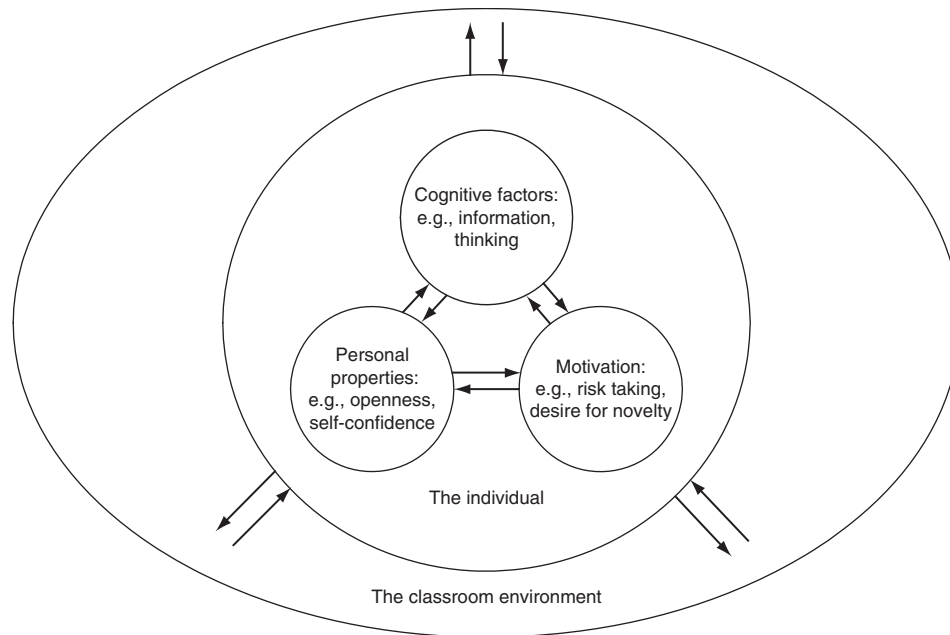 Cognitive factors:
e.g., information,
thinking
Personal
properties:
e.g., openness,
self-confidence
Motivation:
e.g., risk taking,
desire for novelty
The individual
The classroom environment